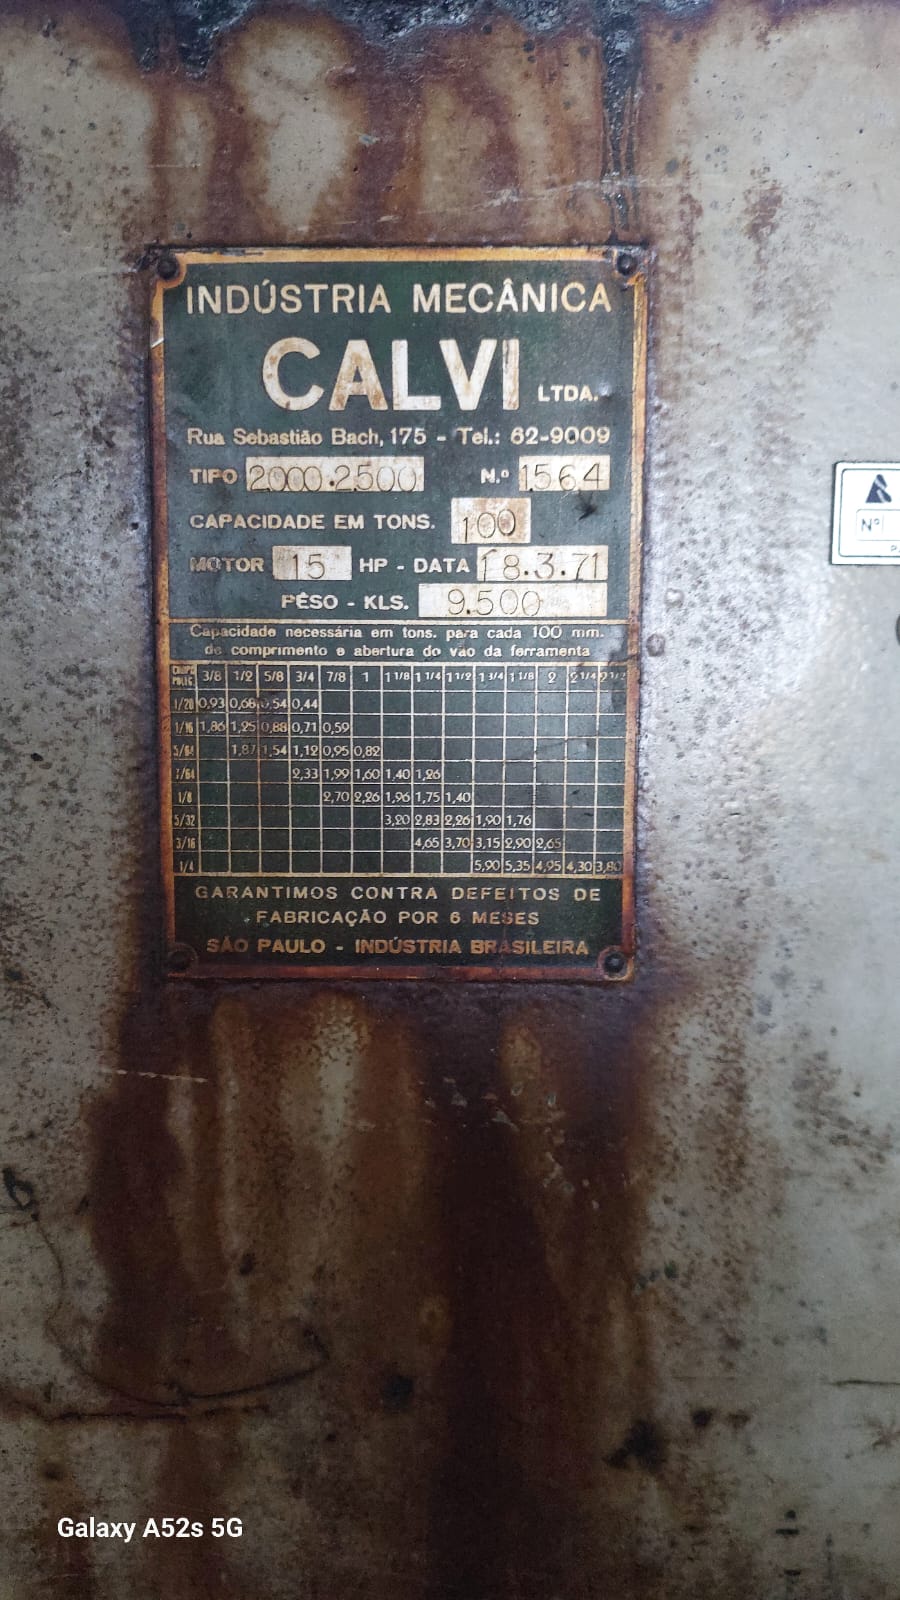 INDÚSTRIA MECÂNICA
CALVI LTDA.
Rua Sebastião Bach, 175 - Tel.: 62-9009
TIPO 2000.2500 N.º 1564
CAPACIDADE EM TONS. 100
MOTOR 15 HP - DATA 18.3.71
PÊSO - KLS. 9.500
Capacidade necessária em tons. para cada 100 mm.
de comprimento e abertura do vão da ferramenta
POLEG. 3/8 1/2 5/8 3/4 7/8 1 1 1/8 1 1/4 1 1/2 1 3/4 1 1/8 2 2 1/4 2 1/2
1/20 0,93 0,68 0,54 0,44
1/16 1,86 1,25 0,88 0,71 0,59
5/64 1,87 1,54 1,12 0,95 0,82
7/64 2,33 1,99 1,60 1,40 1,26
1/8 2,70 2,26 1,96 1,75 1,40
5/32 3,20 2,83 2,26 1,90 1,76
3/16 4,65 3,70 3,15 2,90 2,65
1/4 5,90 5,35 4,95 4,30 3,80
GARANTIMOS CONTRA DEFEITOS DE
FABRICAÇÃO POR 6 MESES
SÃO PAULO - INDÚSTRIA BRASILEIRA
Nº
Galaxy A52s 5G